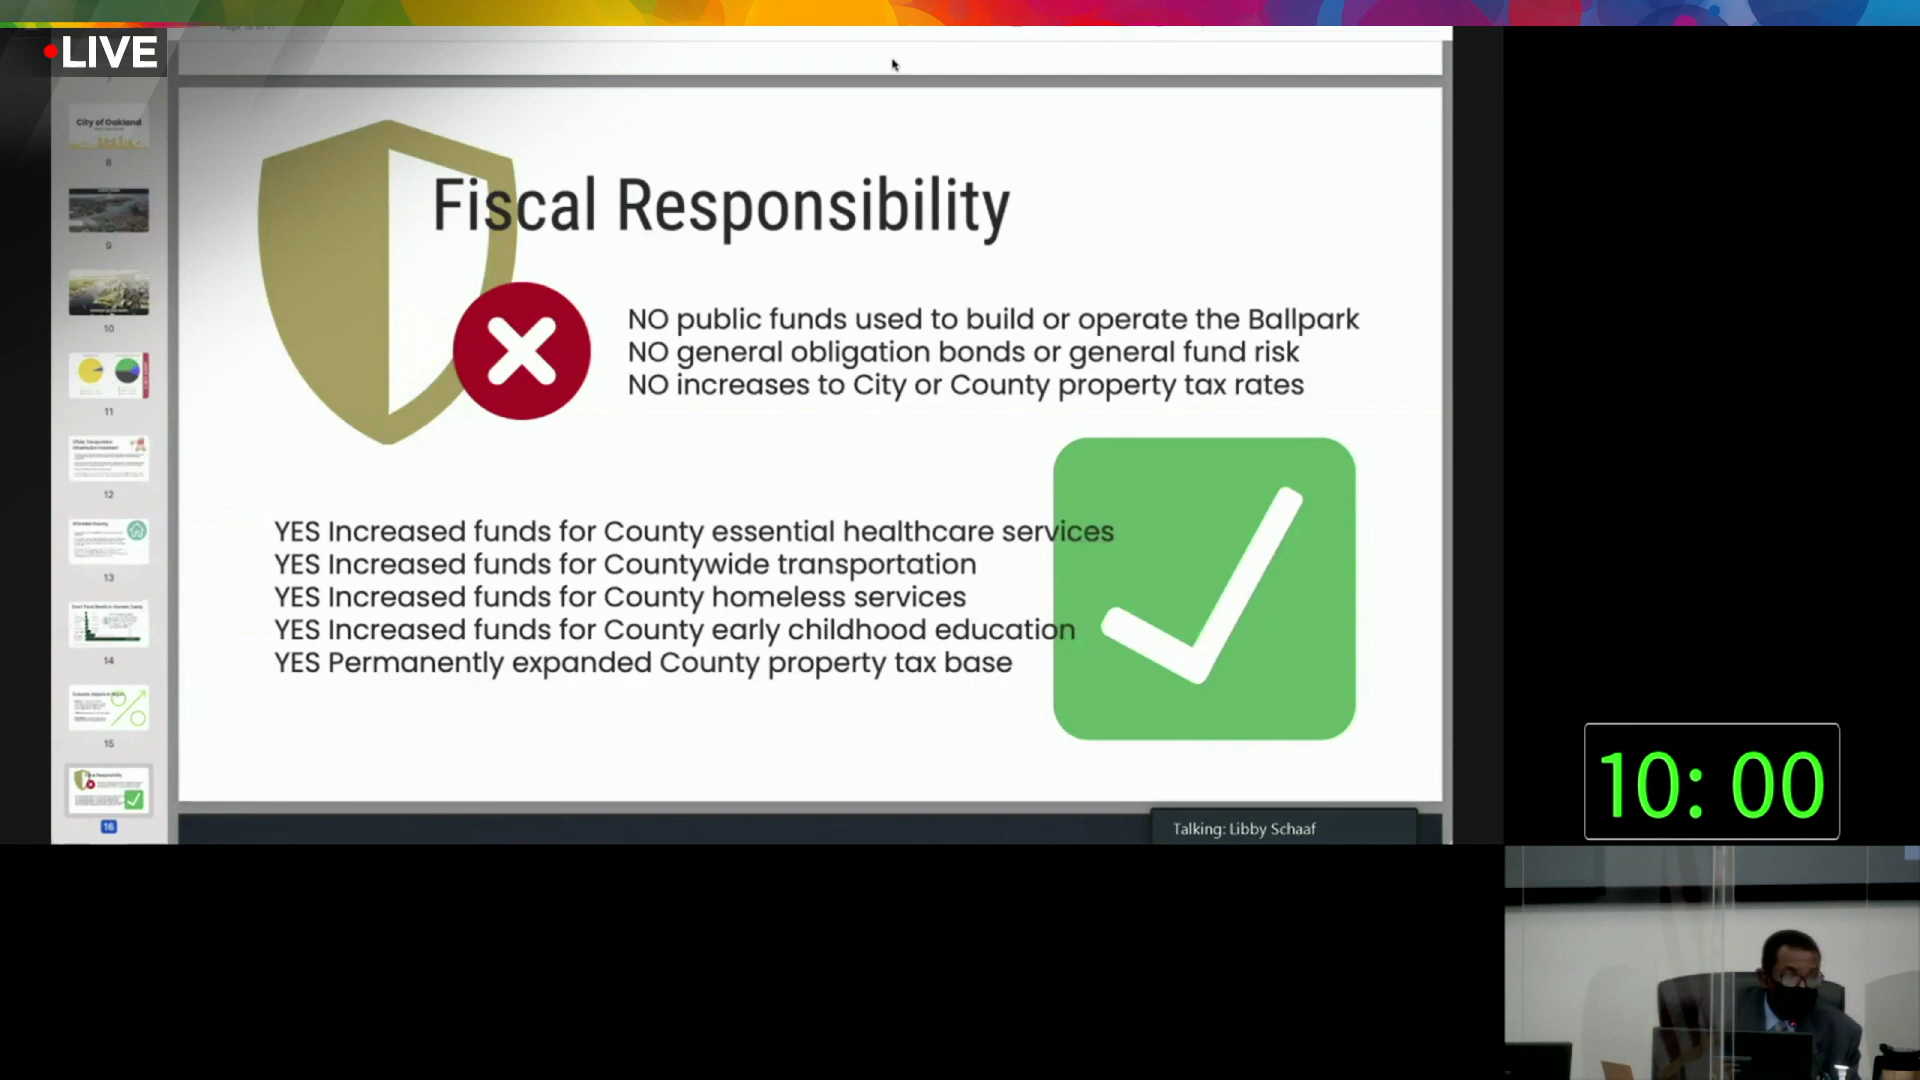 LIVE
City of Oakland
8
9
10
11
12
13
14
15
16
Fiscal Responsibility
NO public funds used to build or operate the Ballpark
NO general obligation bonds or general fund risk
NO increases to City or County property tax rates
YES Increased funds for County essential healthcare services
YES Increased funds for Countywide transportation
YES Increased funds for County homeless services
YES Increased funds for County early childhood education
YES Permanently expanded County property tax base
Talking: Libby Schaaf
10: 00